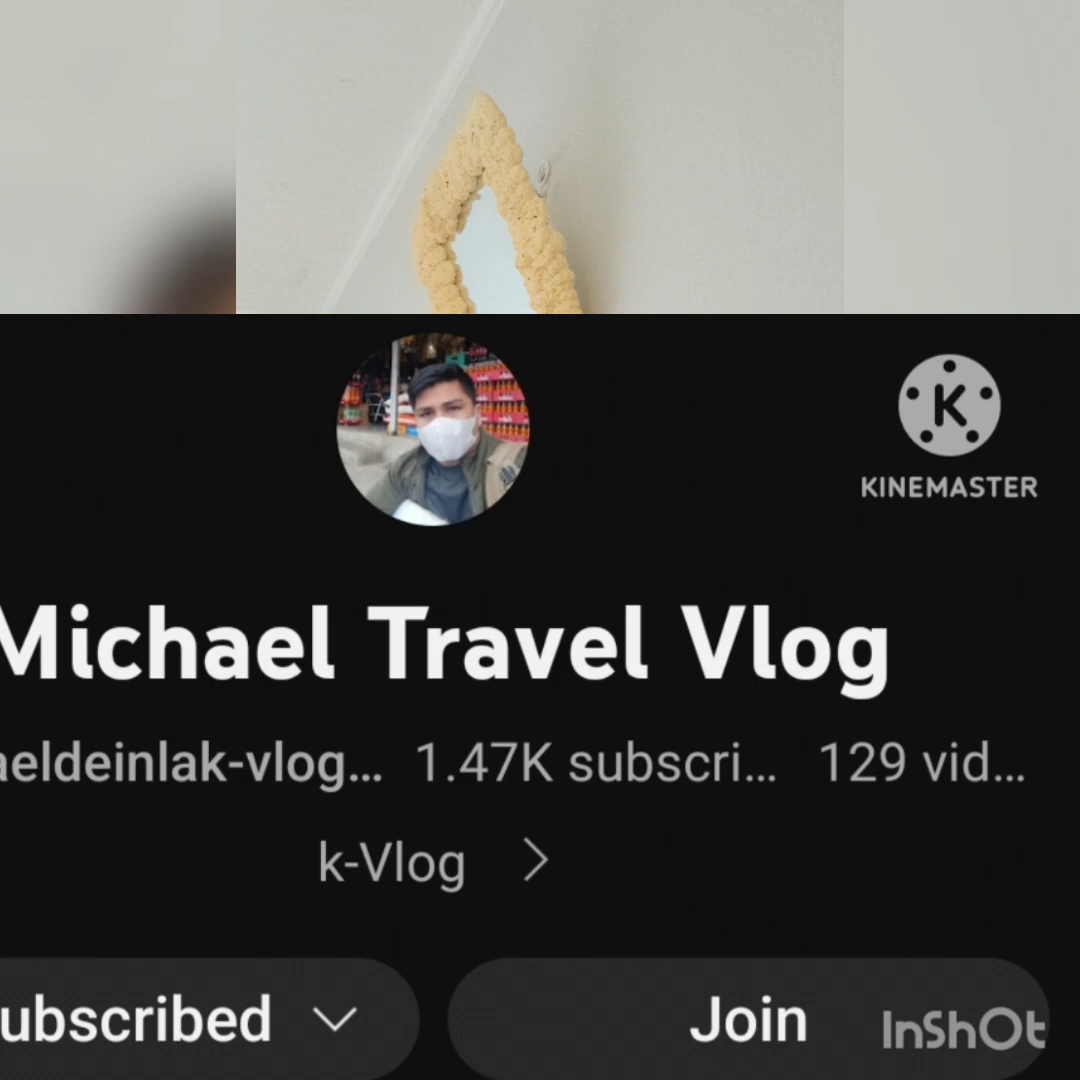 K
KINEMASTER
Michael Travel Vlog
aeldeinlak-vlog... 1.47K subscri... 129 vid...
k-Vlog >
ubscribed Join
InShOt